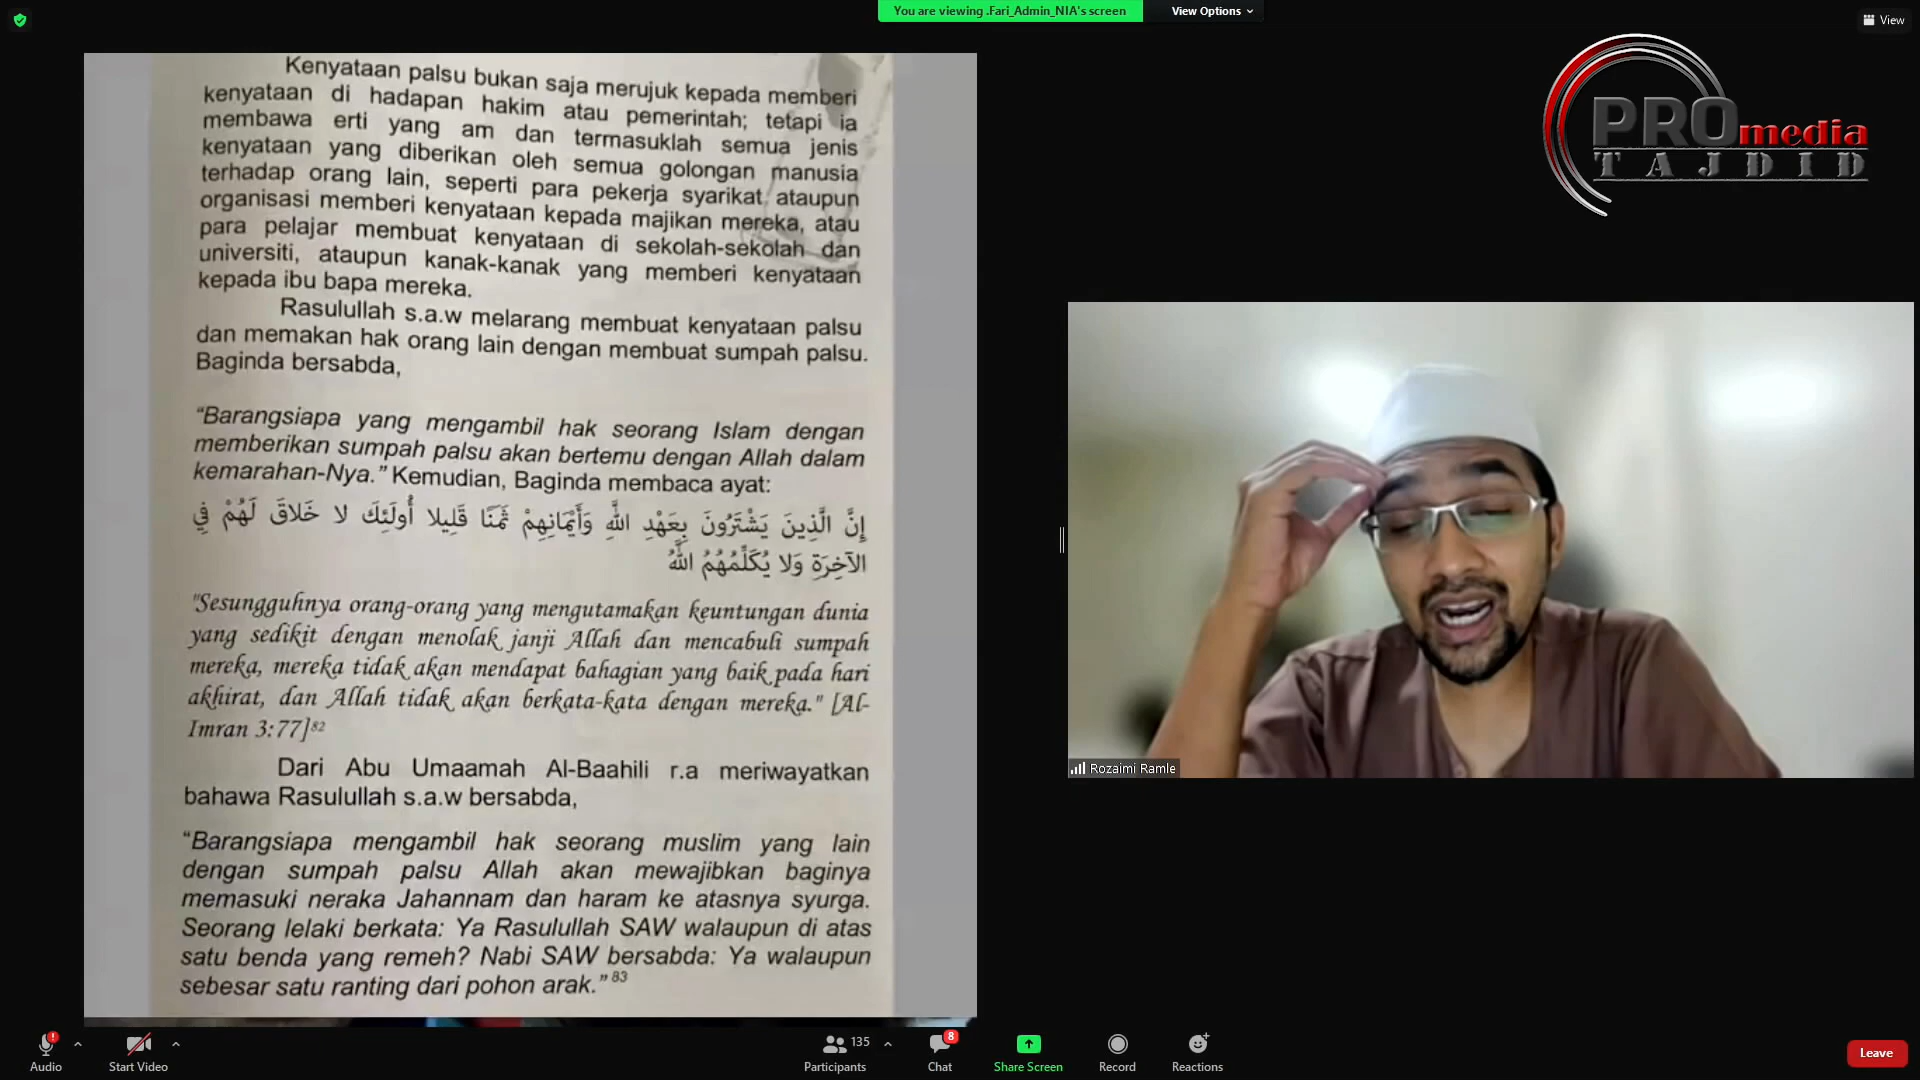 You are viewing .Fari_Admin_NIA's screen
View Options
View
PROmedia
TAJDID
Kenyataan palsu bukan saja merujuk kepada memberi
kenyataan di hadapan hakim atau pemerintah; tetapi ia
membawa erti yang am dan termasuklah semua jenis
kenyataan yang diberikan oleh semua golongan manusia
terhadap orang lain, seperti para pekerja syarikat ataupun
organisasi memberi kenyataan kepada majikan mereka, atau
para pelajar membuat kenyataan di sekolah-sekolah dan
universiti, ataupun kanak-kanak yang memberi kenyataan
kepada ibu bapa mereka.
Rasulullah s.a.w melarang membuat kenyataan palsu
dan memakan hak orang lain dengan membuat sumpah palsu.
Baginda bersabda,
“Barangsiapa yang mengambil hak seorang Islam dengan
memberikan sumpah palsu akan bertemu dengan Allah dalam
kemarahan-Nya.” Kemudian, Baginda membaca ayat:
إِنَّ الَّذِينَ يَشْتَرُونَ بِعَهْدِ اللَّهِ وَأَيْمَانِهِمْ ثَمَنًا قَلِيلا أُولَئِكَ لا خَلاقَ لَهُمْ فِي
الآخِرَةِ وَلا يُكَلِّمُهُمُ اللَّهُ
"Sesungguhnya orang-orang yang mengutamakan keuntungan dunia
yang sedikit dengan menolak janji Allah dan mencabuli sumpah
mereka, mereka tidak akan mendapat bahagian yang baik pada hari
akhirat, dan Allah tidak akan berkata-kata dengan mereka." [Al-
Imran 3:77]82
Dari Abu Umaamah Al-Baahili r.a meriwayatkan
bahawa Rasulullah s.a.w bersabda,
“Barangsiapa mengambil hak seorang muslim yang lain
dengan sumpah palsu Allah akan mewajibkan baginya
memasuki neraka Jahannam dan haram ke atasnya syurga.
Seorang lelaki berkata: Ya Rasulullah SAW walaupun di atas
satu benda yang remeh? Nabi SAW bersabda: Ya walaupun
sebesar satu ranting dari pohon arak.” 83
Rozaimi Ramle
Audio
Start Video
135
Participants
8
Chat
Share Screen
Record
Reactions
Leave